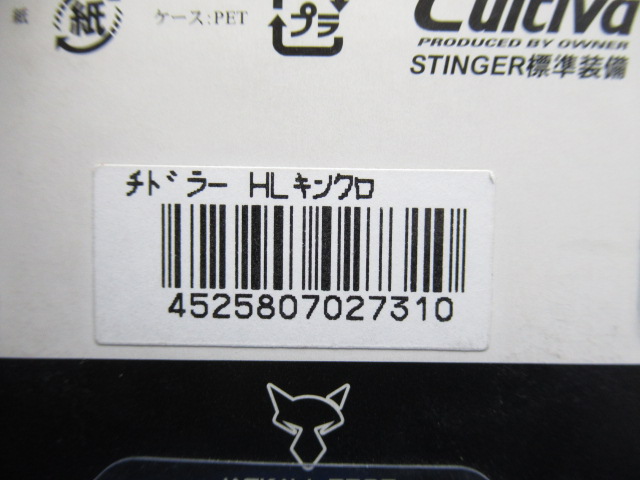 紙
紙
ケース:PET
プラ
Cultiva
PRODUCED BY OWNER
STINGER標準装備
チドラー HLキンクロ
4525807027310